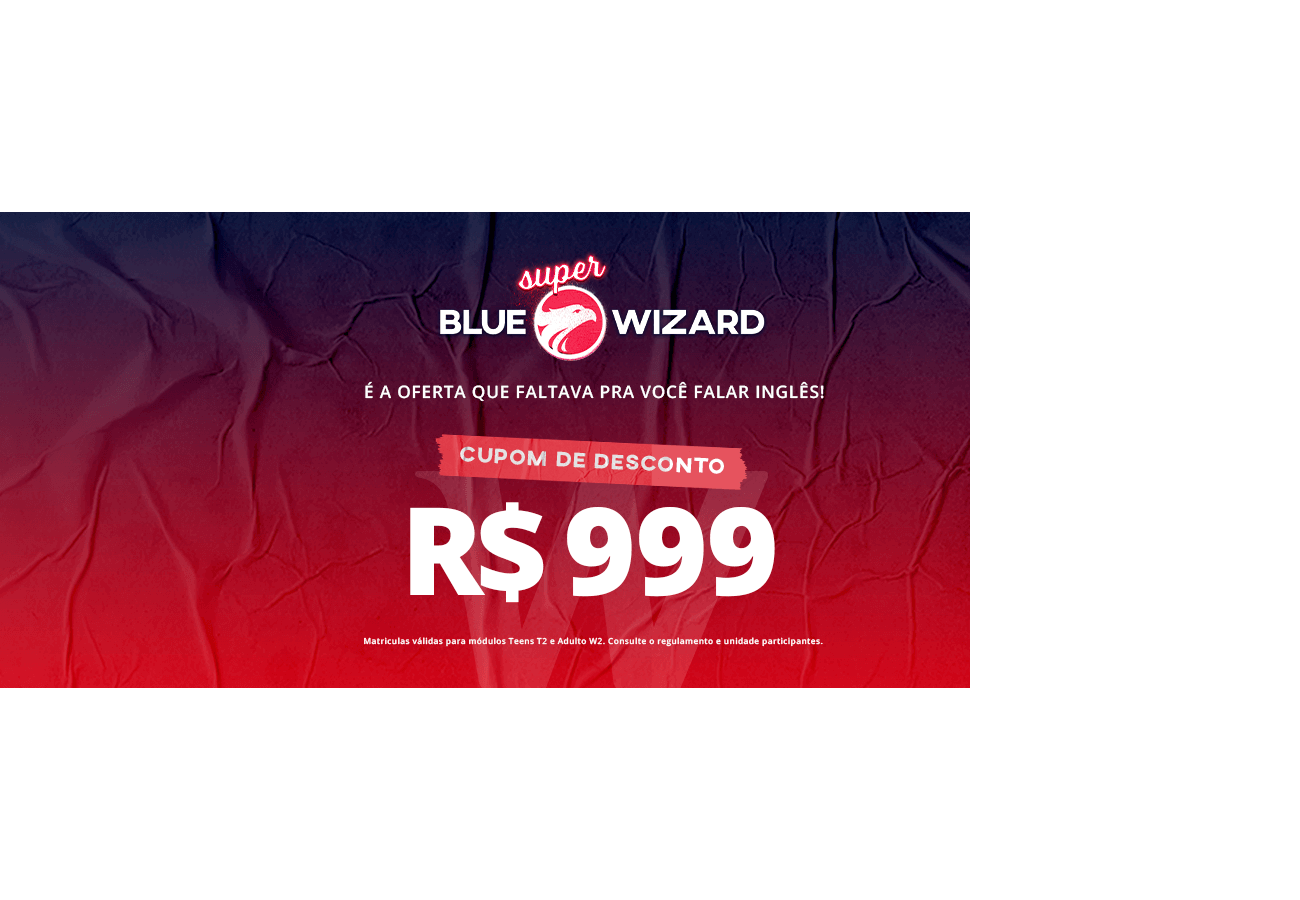 super
BLUE WIZARD
É A OFERTA QUE FALTAVA PRA VOCÊ FALAR INGLÊS!
CUPOM DE DESCONTO
R$ 999
Matriculas válidas para módulos Teens T2 e Adulto W2. Consulte o regulamento e unidade participantes.